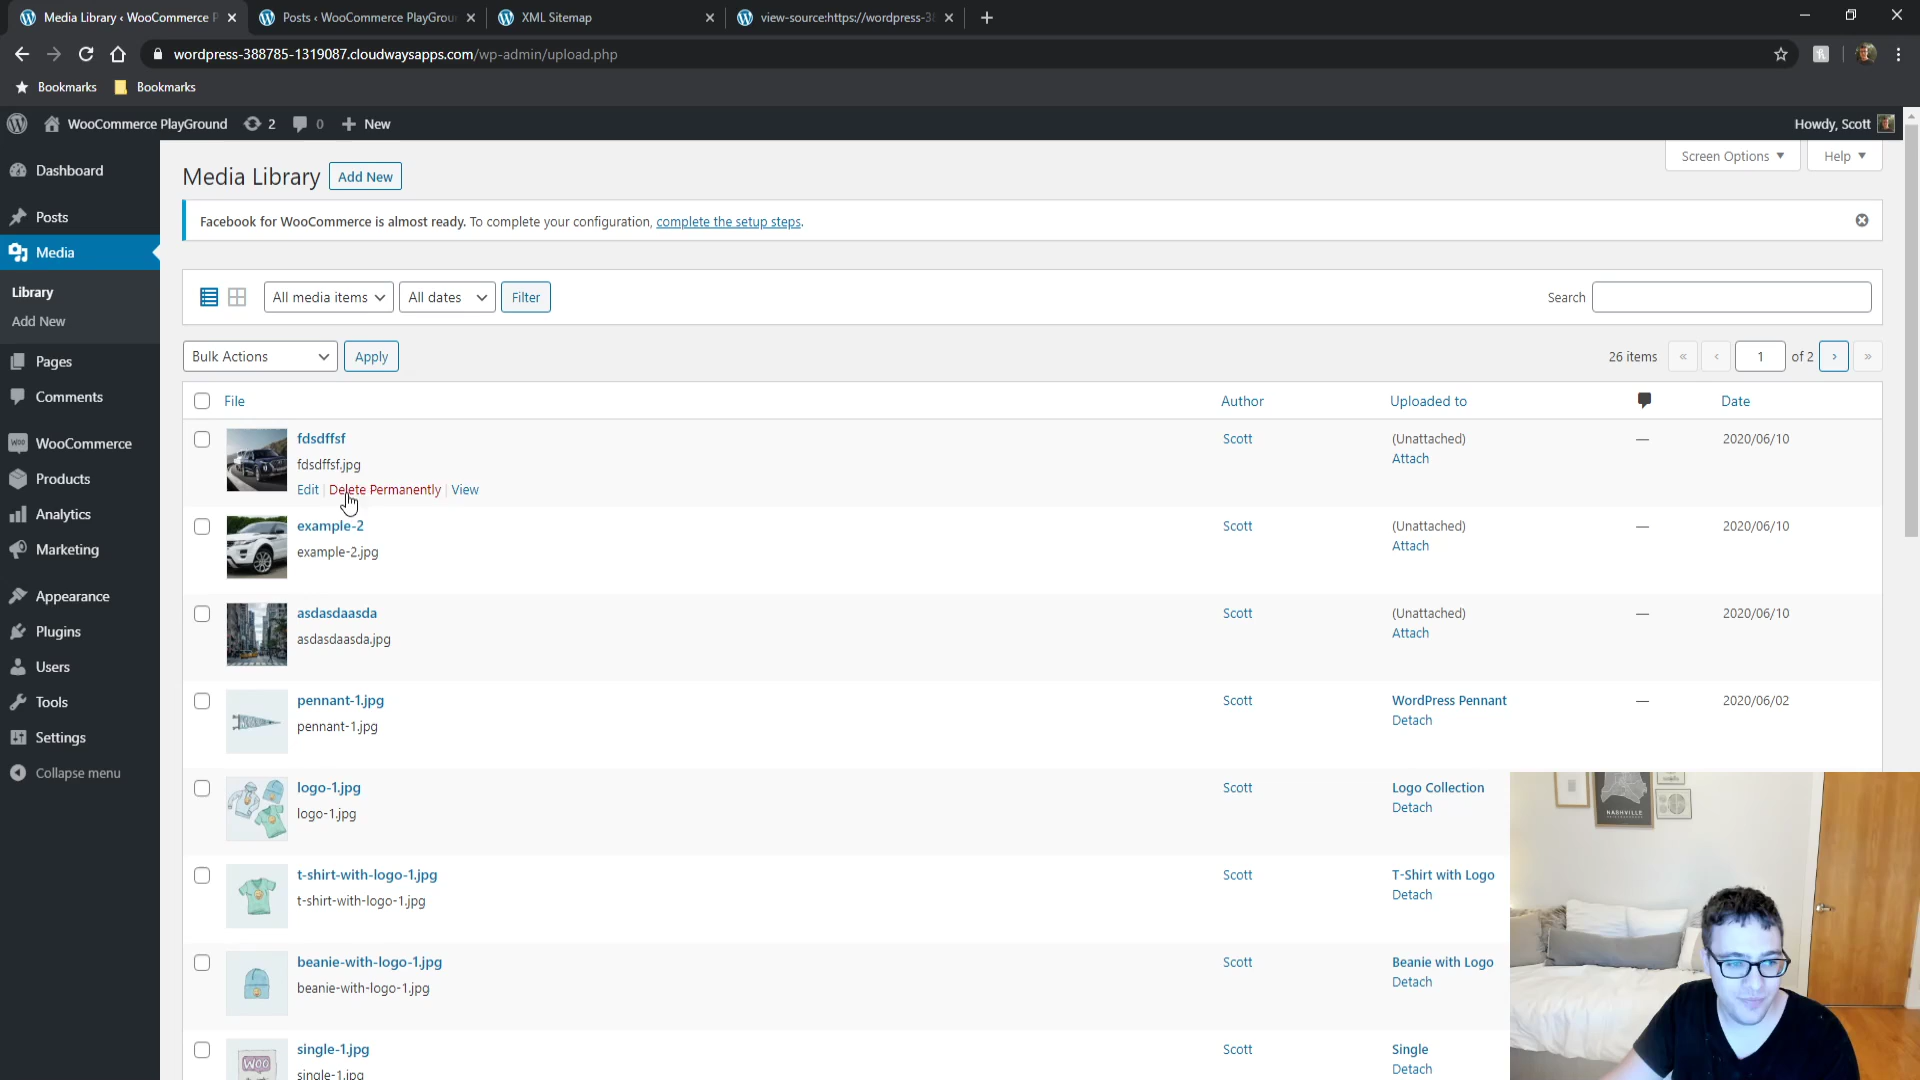 Media Library ‹ WooCommerce P
Posts ‹ WooCommerce PlayGroun
XML Sitemap
view-source:https://wordpress-38
wordpress-388785-1319087.cloudwaysapps.com/wp-admin/upload.php
Bookmarks
Bookmarks
WooCommerce PlayGround
2
0
New
Howdy, Scott
Dashboard
Posts
Media
Library
Add New
Pages
Comments
WooCommerce
Products
Analytics
Marketing
Appearance
Plugins
Users
Tools
Settings
Collapse menu
Screen Options
Help
Media Library
Add New
Facebook for WooCommerce is almost ready. To complete your configuration, complete the setup steps.
All media items
All dates
Filter
Search
Bulk Actions
Apply
26 items « ‹ 1 of 2 › »
File
Author
Uploaded to
Date
fdsdffsf
fdsdffsf.jpg
Edit | Delete Permanently | View
Scott
(Unattached)
Attach
—
2020/06/10
example-2
example-2.jpg
Scott
(Unattached)
Attach
—
2020/06/10
asdasdaasda
asdasdaasda.jpg
Scott
(Unattached)
Attach
—
2020/06/10
pennant-1.jpg
pennant-1.jpg
Scott
WordPress Pennant
Detach
—
2020/06/02
logo-1.jpg
logo-1.jpg
Scott
Logo Collection
Detach
t-shirt-with-logo-1.jpg
t-shirt-with-logo-1.jpg
Scott
T-Shirt with Logo
Detach
beanie-with-logo-1.jpg
beanie-with-logo-1.jpg
Scott
Beanie with Logo
Detach
WOO
single-1.jpg
single-1.jpg
Scott
Single
Detach
NASHVILLE